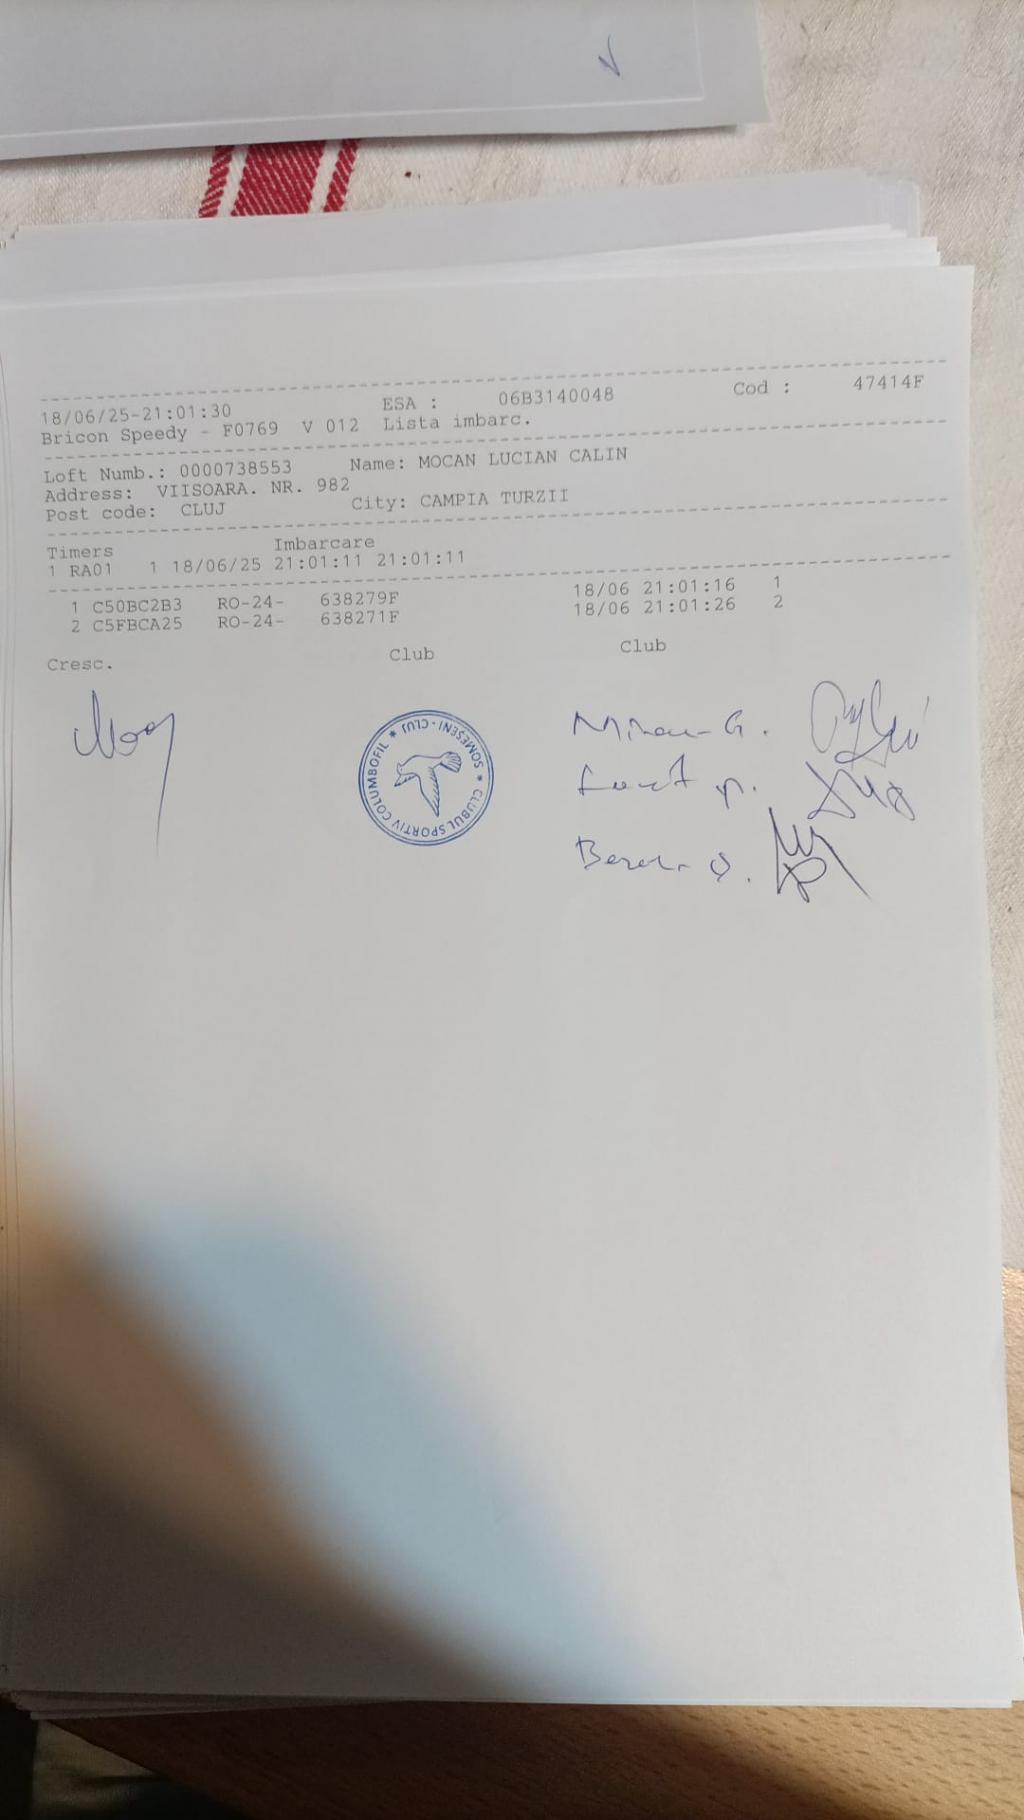 18/06/25-21:01:30 ESA : 06B3140048 Cod : 47414F
Bricon Speedy - F0769 V 012 Lista imbarc.
Loft Numb.: 0000738553 Name: MOCAN LUCIAN CALIN
Address: VIISOARA. NR. 982
Post code: CLUJ City: CAMPIA TURZII
Timers Imbarcare
1 RA01 1 18/06/25 21:01:11 21:01:11
1 C50BC2B3 RO-24- 638279F 18/06 21:01:16 1
2 C5FBCA25 RO-24- 638271F 18/06 21:01:26 2
Cresc. Club Club
* CLUBUL SPORTIV COLUMBOFIL * SOMESENI - CLUJ
G.